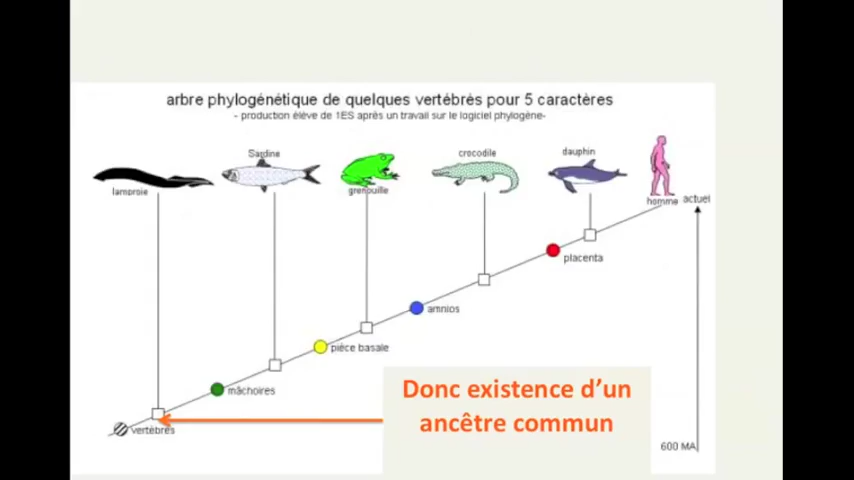 arbre phylogénétique de quelques vertébrés pour 5 caractères
- production élève de 1ES après un travail sur le logiciel phylogène-
lamproie
Sardine
grenouille
crocodile
dauphin
homme
actuel
placenta
amnios
pièce basale
mâchoires
vertèbres
Donc existence d'un
ancêtre commun
600 MA